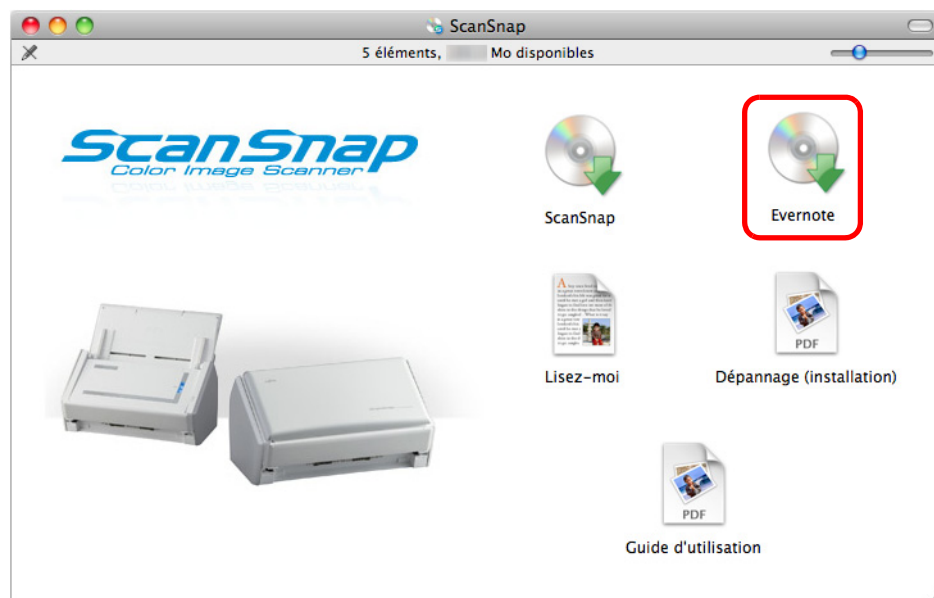 ScanSnap
5 éléments, Mo disponibles
ScanSnap
Color Image Scanner
ScanSnap
Evernote
Lisez-moi
PDF
Dépannage (installation)
PDF
Guide d'utilisation